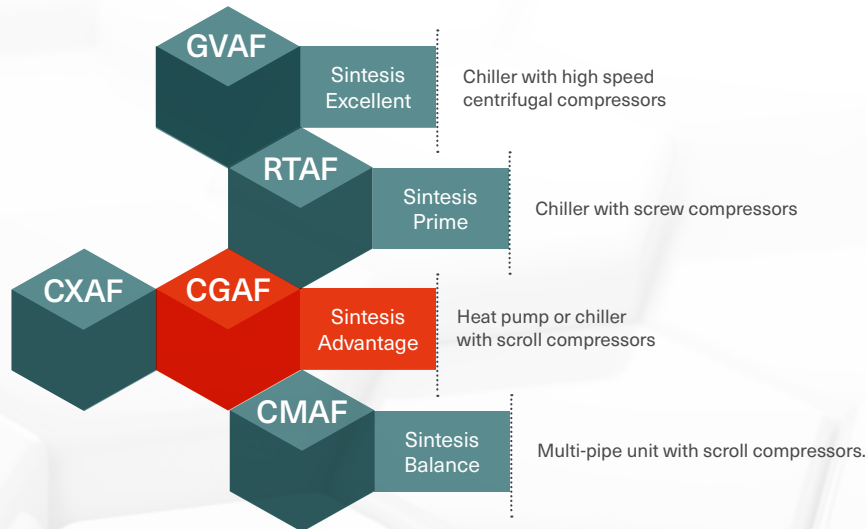 GVAF
Sintesis
Excellent
Chiller with high speed
centrifugal compressors
RTAF
Sintesis
Prime
Chiller with screw compressors
CXAF
CGAF
Sintesis
Advantage
Heat pump or chiller
with scroll compressors
CMAF
Sintesis
Balance
Multi-pipe unit with scroll compressors.